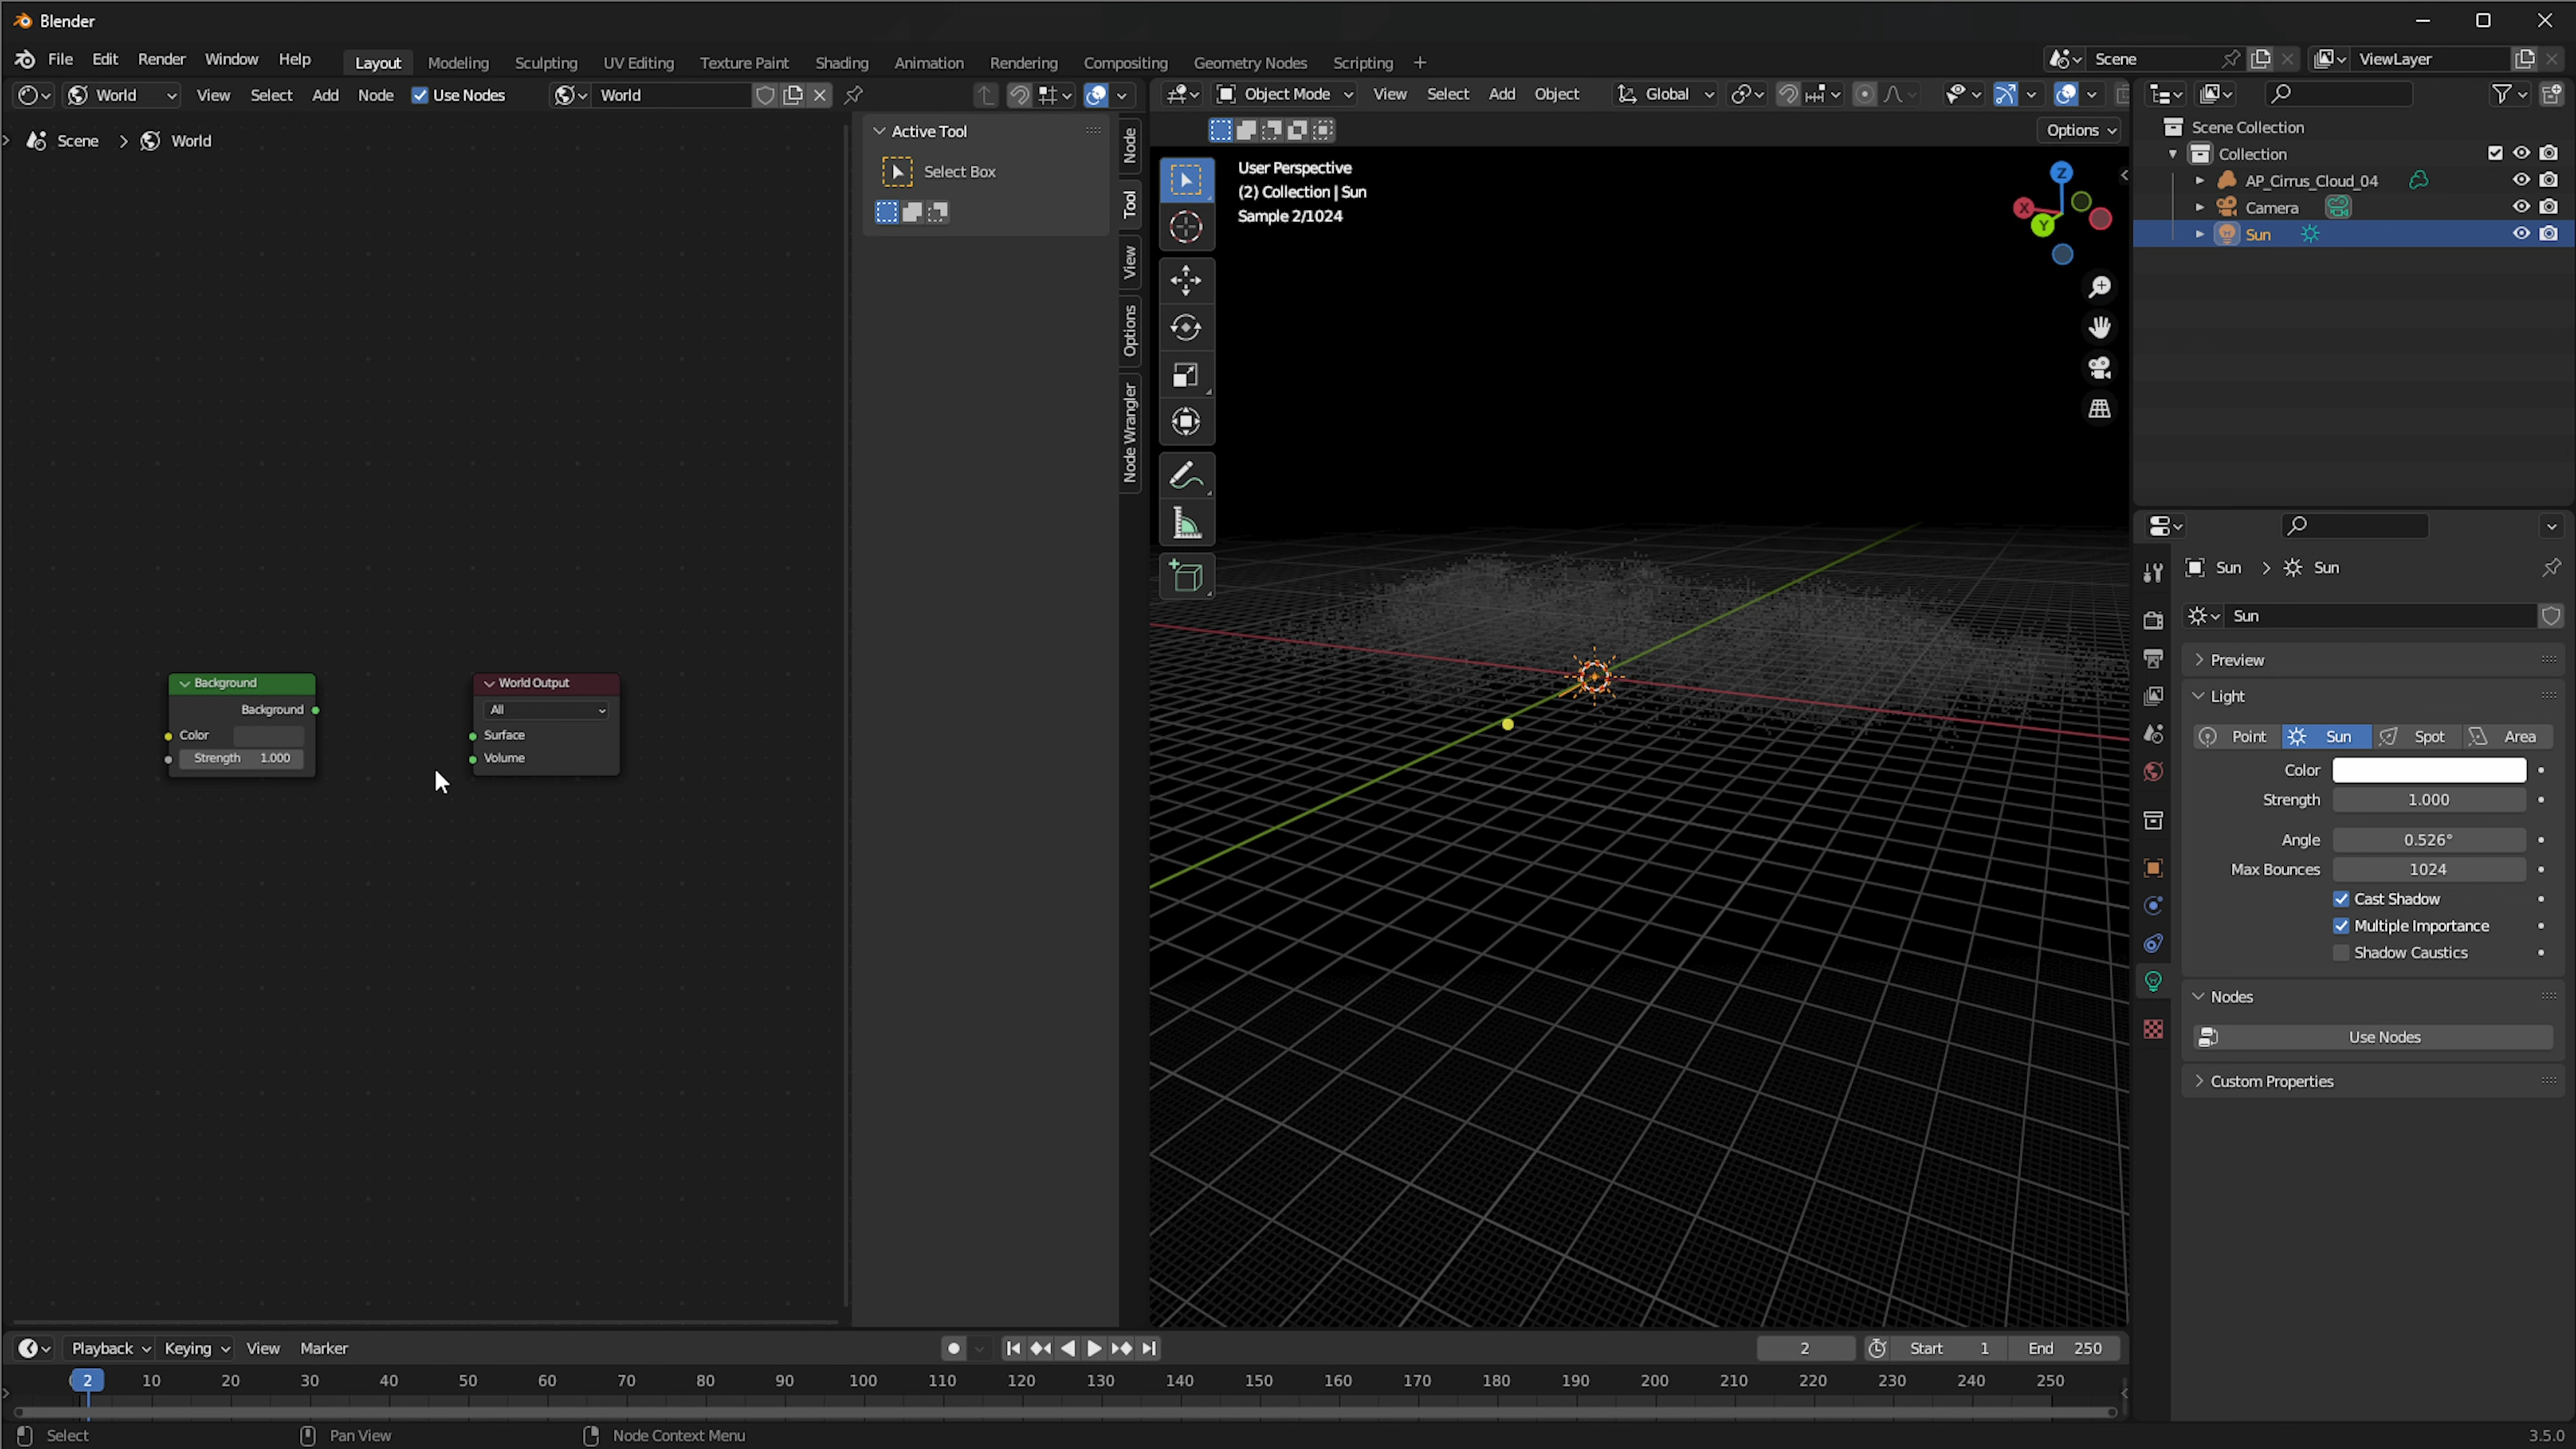 Blender
File Edit Render Window Help
Layout Modeling Sculpting UV Editing Texture Paint Shading Animation Rendering Compositing Geometry Nodes Scripting +
Scene
ViewLayer
World View Select Add Node Use Nodes World
Object Mode View Select Add Object Global
Options
Scene > World
Active Tool
Select Box
Node
Tool
View
Options
Node Wrangler
User Perspective
(2) Collection | Sun
Sample 2/1024
Z
X
Y
Background
Background
Color
Strength 1.000
World Output
All
Surface
Volume
Scene Collection
Collection
AP_Cirrus_Cloud_04
Camera
Sun
Sun > Sun
Sun
Preview
Light
Point Sun Spot Area
Color
Strength 1.000
Angle 0.526°
Max Bounces 1024
Cast Shadow
Multiple Importance
Shadow Caustics
Nodes
Use Nodes
Custom Properties
Playback Keying View Marker
2 Start 1 End 250
2 10 20 30 40 50 60 70 80 90 100 110 120 130 140 150 160 170 180 190 200 210 220 230 240 250
Select Pan View Node Context Menu 3.5.0